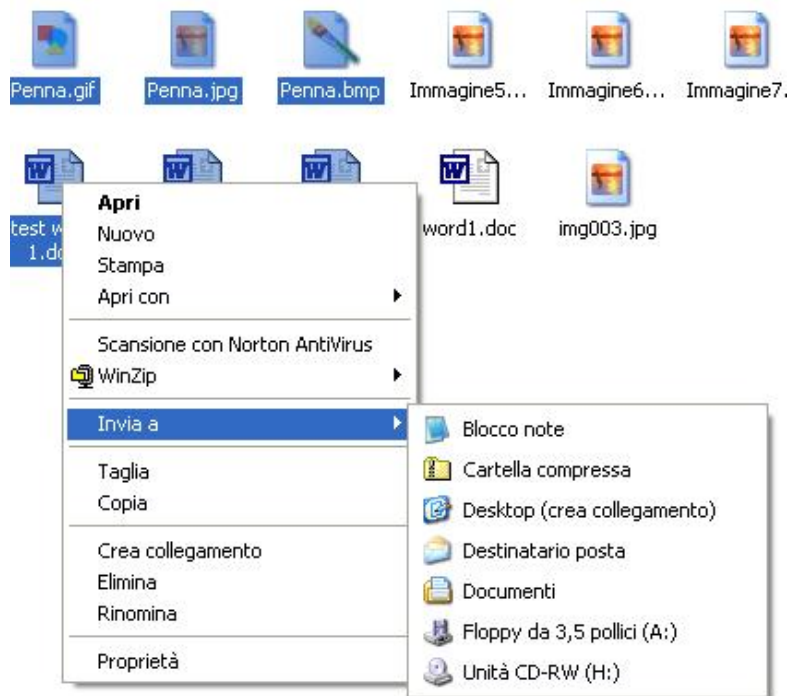 Penna.gif
Penna.jpg
Penna.bmp
Immagine5...
Immagine6...
Immagine7.
test w
1.do
word1.doc
img003.jpg
Apri
Nuovo
Stampa
Apri con
Scansione con Norton AntiVirus
WinZip
Invia a
Taglia
Copia
Crea collegamento
Elimina
Rinomina
Proprietà
Blocco note
Cartella compressa
Desktop (crea collegamento)
Destinatario posta
Documenti
Floppy da 3,5 pollici (A:)
Unità CD-RW (H:)